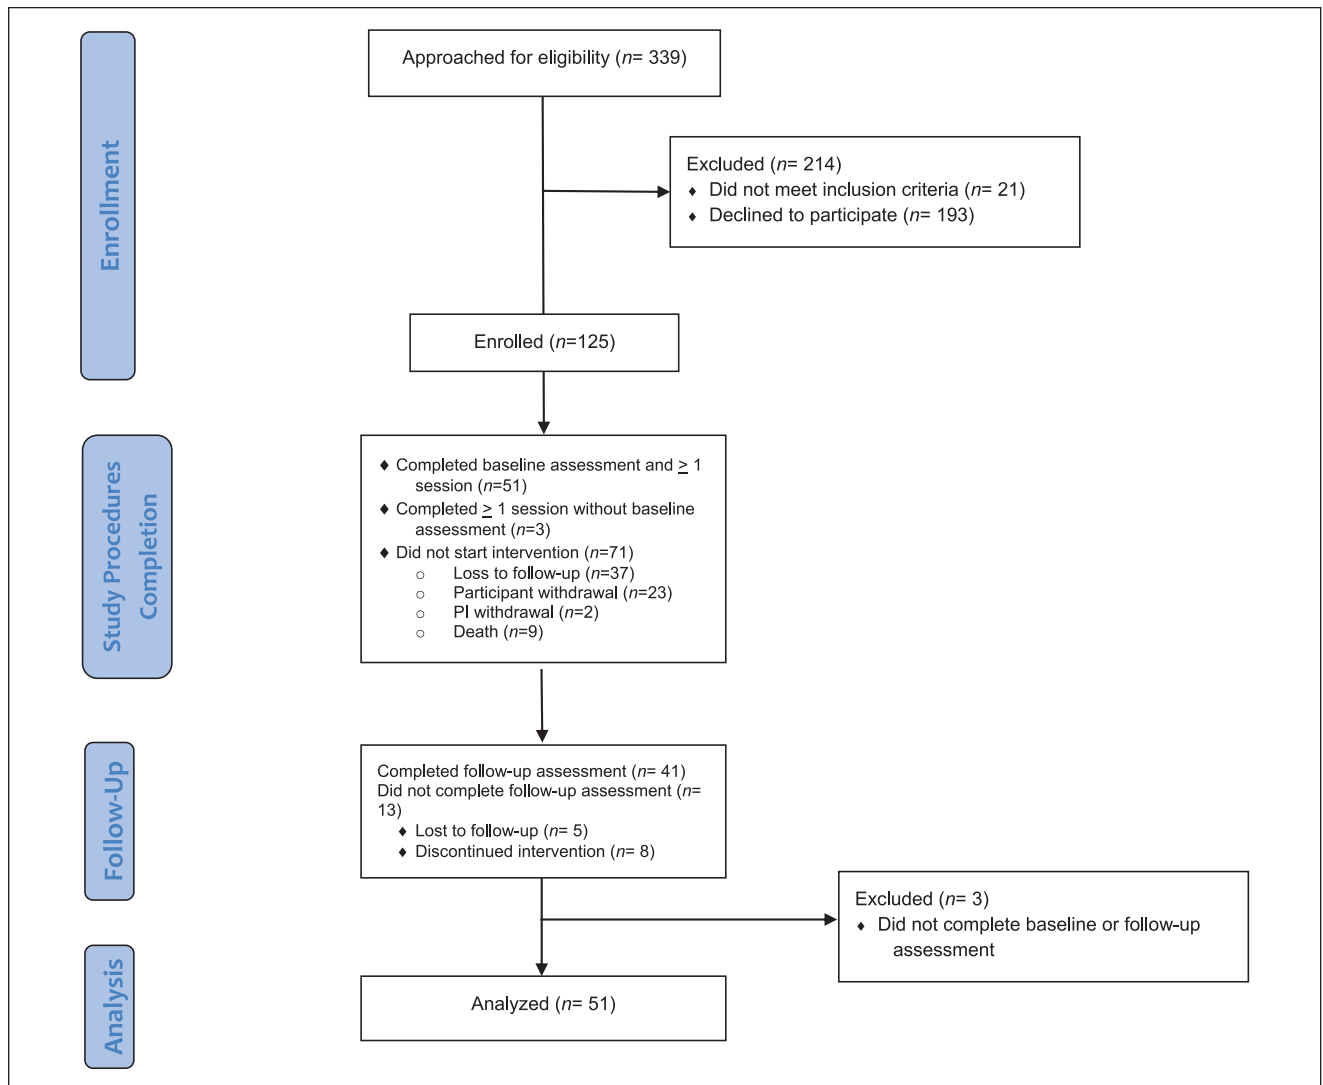 Enrollment
Approached for eligibility (n= 339)
Excluded (n= 214)
♦ Did not meet inclusion criteria (n= 21)
♦ Declined to participate (n= 193)
Enrolled (n=125)
Study Procedures
Completion
♦ Completed baseline assessment and ≥ 1
session (n=51)
♦ Completed ≥ 1 session without baseline
assessment (n=3)
♦ Did not start intervention (n=71)
○ Loss to follow-up (n=37)
○ Participant withdrawal (n=23)
○ PI withdrawal (n=2)
○ Death (n=9)
Follow-Up
Completed follow-up assessment (n= 41)
Did not complete follow-up assessment (n=
13)
♦ Lost to follow-up (n= 5)
♦ Discontinued intervention (n= 8)
Excluded (n= 3)
♦ Did not complete baseline or follow-up
assessment
Analysis
Analyzed (n= 51)